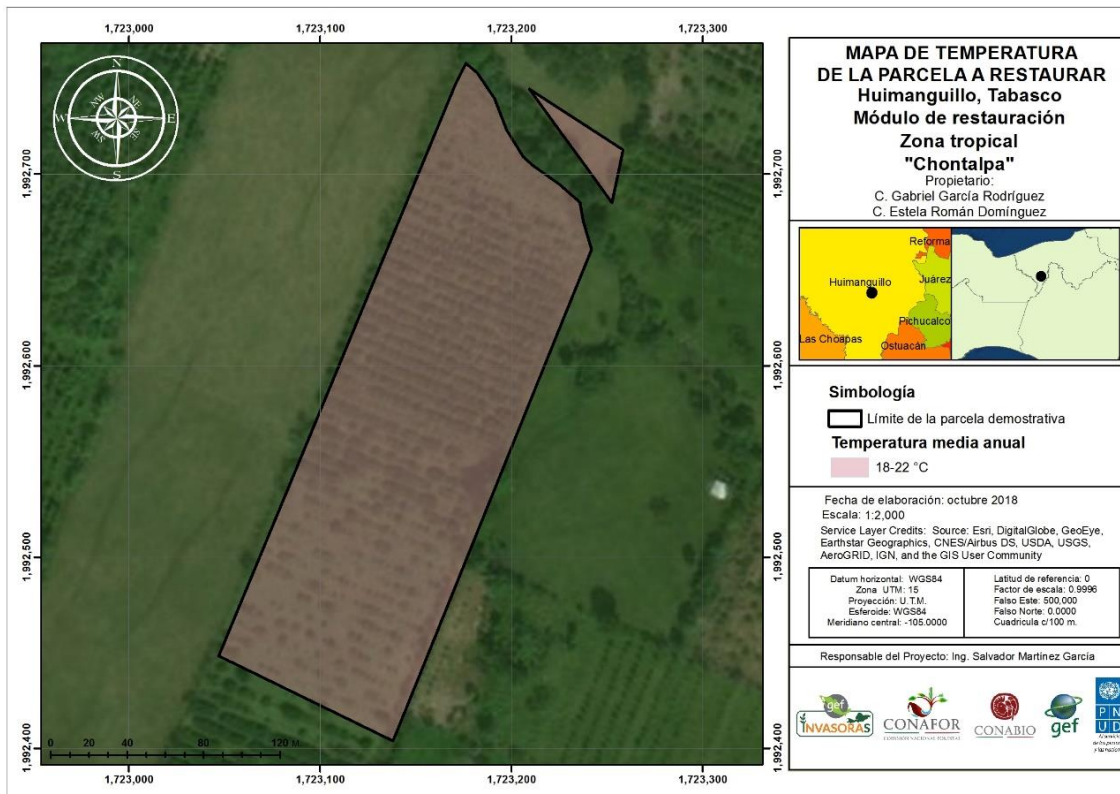 1,723,000 1,723,100 1,723,200 1,723,300
1,992,700
1,992,600
1,992,500
1,992,400
1,992,700
1,992,600
1,992,500
1,992,400
N
NE
E
SE
S
SW
W
NW
0 20 40 80 120 M
1,723,000 1,723,100 1,723,200 1,723,300
MAPA DE TEMPERATURA
DE LA PARCELA A RESTAURAR
Huimanguillo, Tabasco
Módulo de restauración
Zona tropical
"Chontalpa"
Propietario:
C. Gabriel García Rodríguez
C. Estela Román Domínguez
Reforma
Huimanguillo
Juárez
Pichucalco
Las Choapas
Ostuacán
Simbología
Límite de la parcela demostrativa
Temperatura media anual
18-22 °C
Fecha de elaboración: octubre 2018
Escala: 1:2,000
Service Layer Credits: Source: Esri, DigitalGlobe, GeoEye,
Earthstar Geographics, CNES/Airbus DS, USDA, USGS,
AeroGRID, IGN, and the GIS User Community
Datum horizontal: WGS84
Zona UTM: 15
Proyección: U.T.M.
Esferoide: WGS84
Meridiano central: -105.0000
Latitud de referencia: 0
Factor de escala: 0.9996
Falso Este: 500,000
Falso Norte: 0.0000
Cuadricula c/100 m.
Responsable del Proyecto: Ing. Salvador Martínez García
gef
INVASORAS
CONAFOR
COMISIÓN NACIONAL FORESTAL
CONABIO
gef
PN
UD